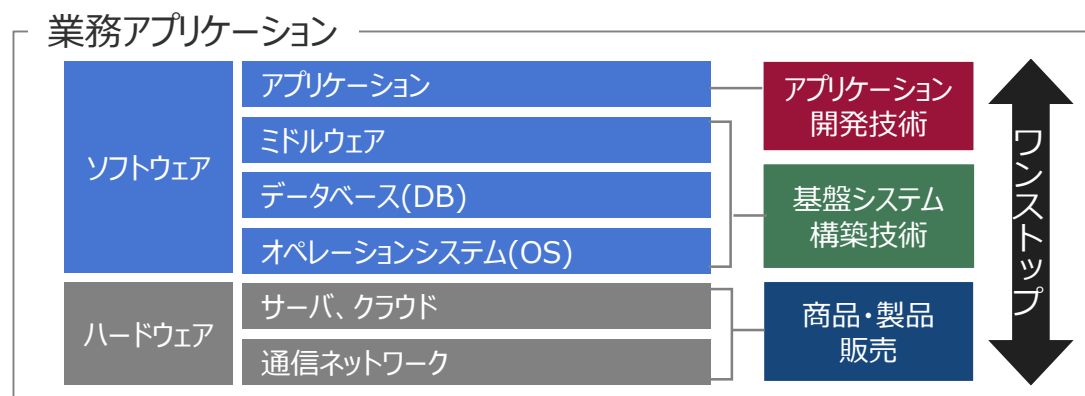 業務アプリケーション
ソフトウェア
アプリケーション
ミドルウェア
データベース(DB)
オペレーションシステム(OS)
ハードウェア
サーバ、クラウド
通信ネットワーク
アプリケーション
開発技術
基盤システム
構築技術
商品・製品
販売
ワンストップ